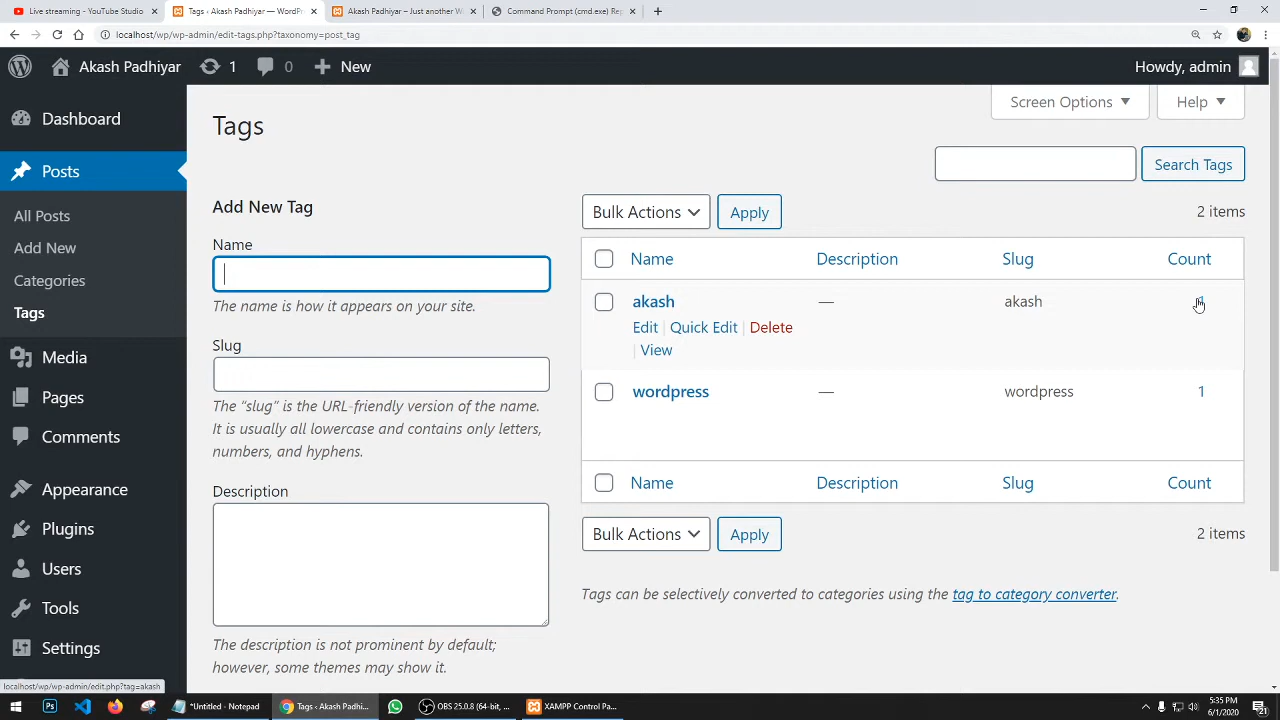 Live streaming - YouTube Studio
Tags ‹ Akash Padhiyar — WordPr
Akash Padhiyar – Just another W
Command Prompt (cmd.exe) Rep
localhost/wp/wp-admin/edit-tags.php?taxonomy=post_tag
Akash Padhiyar
1
0
New
Howdy, admin
Dashboard
Posts
All Posts
Add New
Categories
Tags
Media
Pages
Comments
Appearance
Plugins
Users
Tools
Settings
localhost/wp/wp-admin/edit.php?tag=akash
Screen Options
Help
Tags
Search Tags
Add New Tag
Name
The name is how it appears on your site.
Slug
The “slug” is the URL-friendly version of the name.
It is usually all lowercase and contains only letters,
numbers, and hyphens.
Description
The description is not prominent by default;
however, some themes may show it.
Bulk Actions
Apply
2 items
Name Description Slug Count
akash — akash
Edit | Quick Edit | Delete
| View
wordpress — wordpress 1
Name Description Slug Count
Bulk Actions
Apply
2 items
Tags can be selectively converted to categories using the tag to category converter.
*Untitled - Notepad
Tags ‹ Akash Padhi...
OBS 25.0.8 (64-bit, ...
XAMPP Control Pa...
5:35 PM
6/1/2020